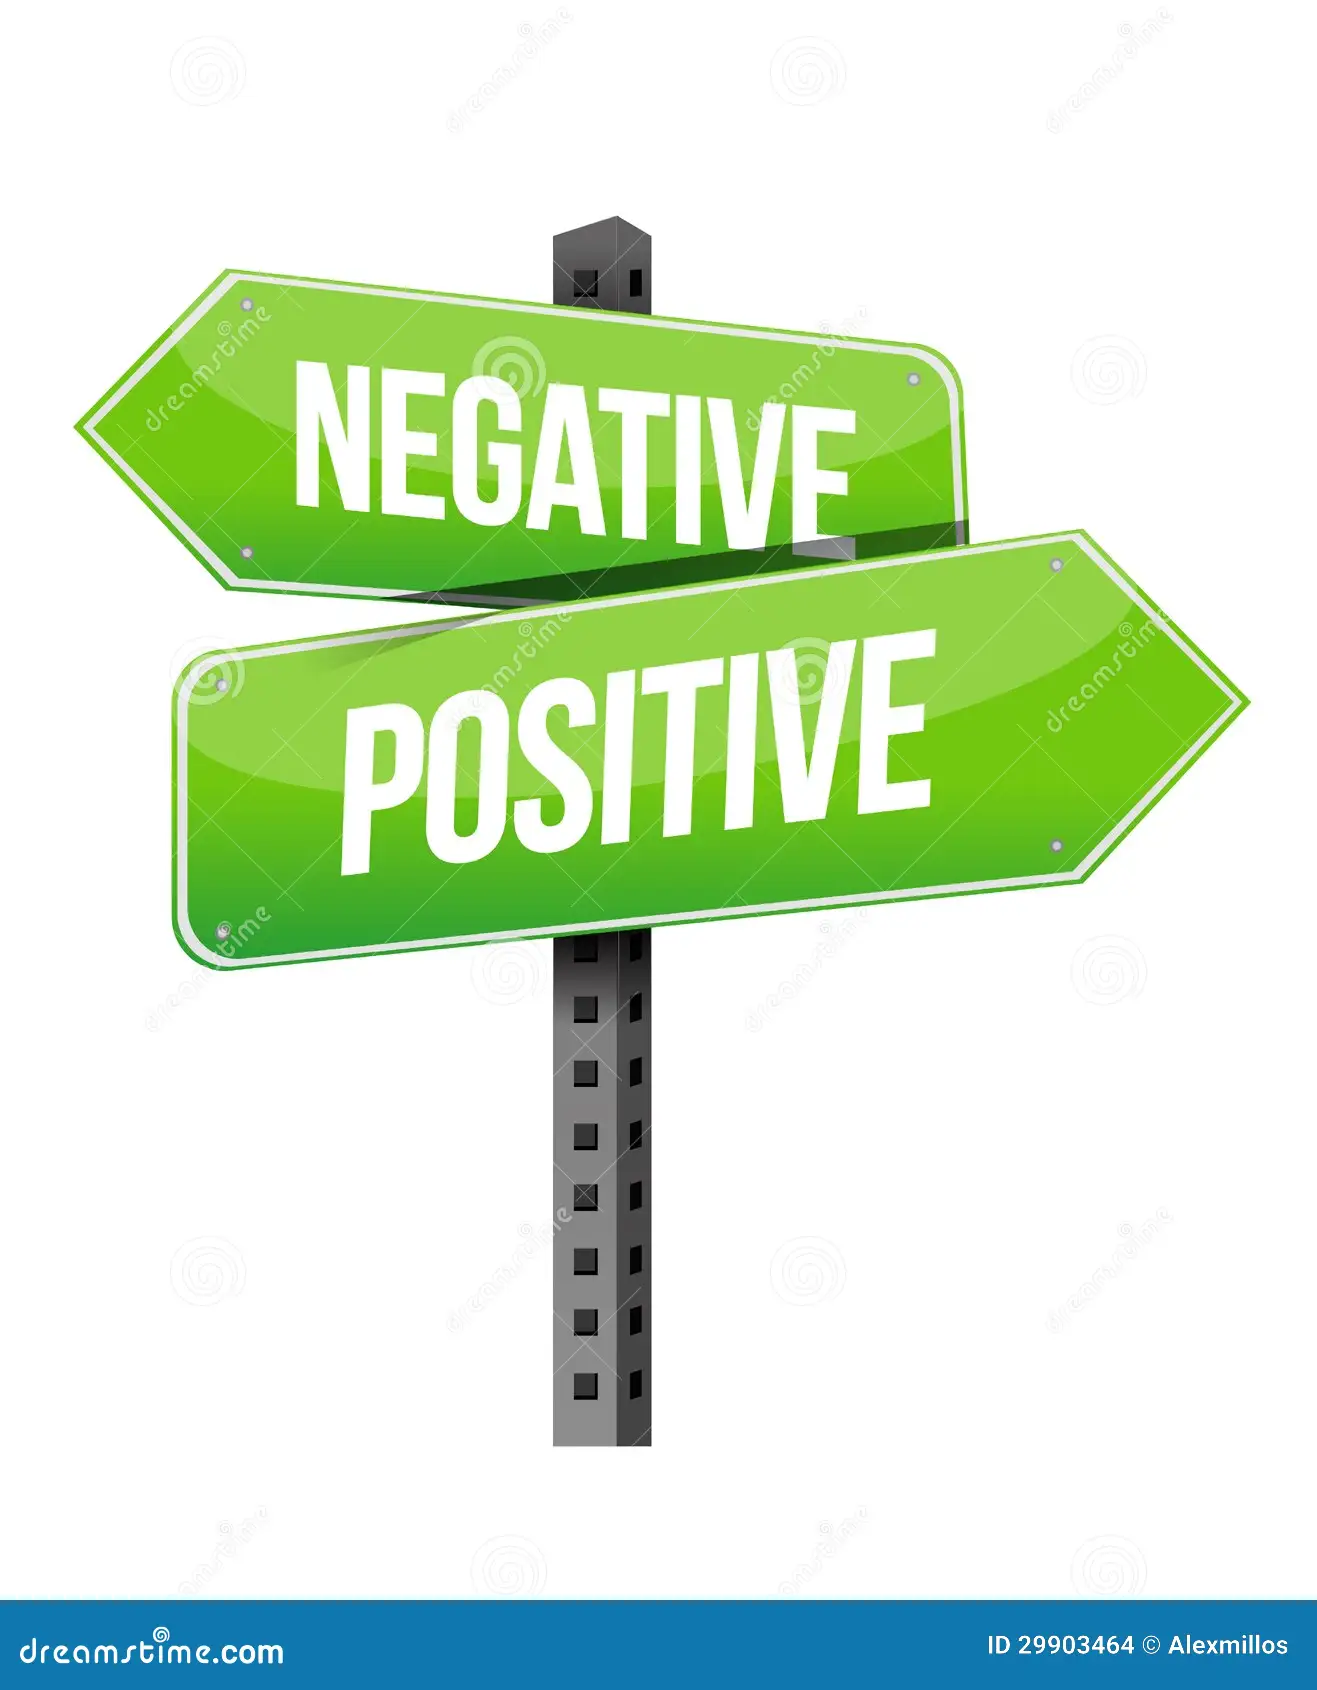 NEGATIVE
POSITIVE
dreamstime.com
ID 29903464 © Alexmillos